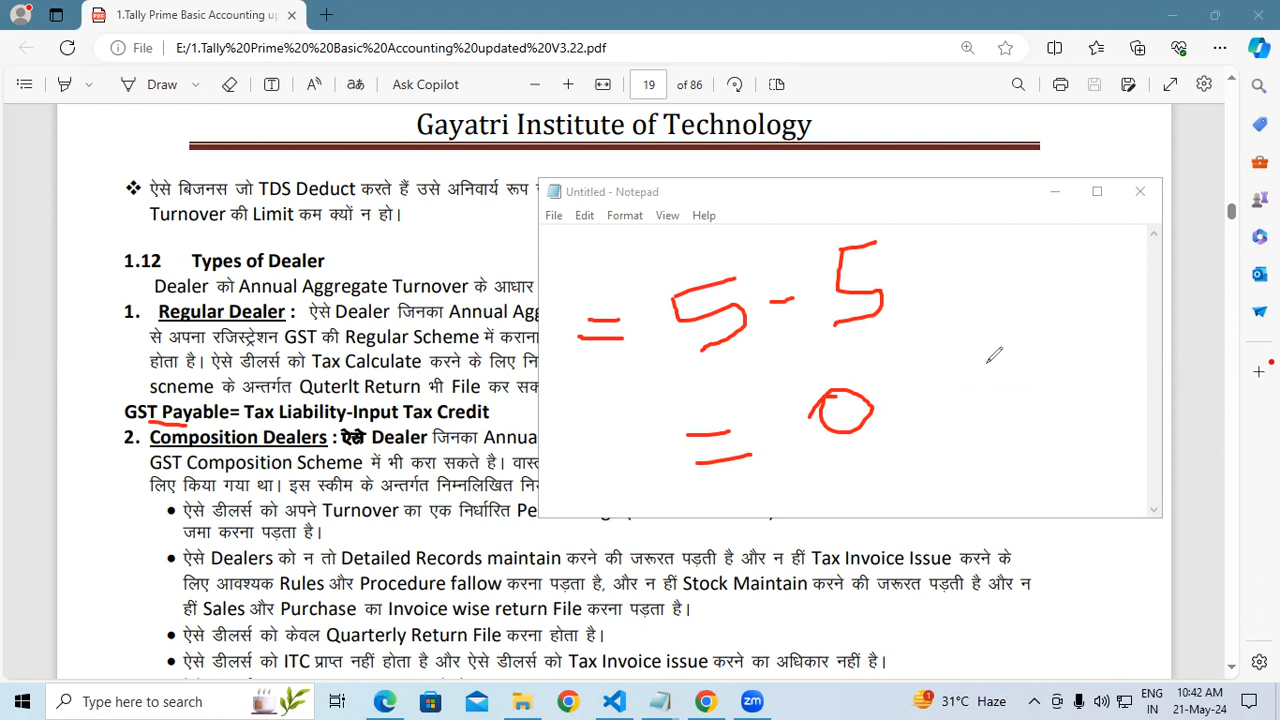 1.Tally Prime Basic Accounting up
File
E:/1.Tally%20Prime%20%20Basic%20Accounting%20updated%20V3.22.pdf
Draw
Ask Copilot
19 of 86
Gayatri Institute of Technology
❖ ऐसे बिजनस जो TDS Deduct करते हैं उसे अनिवार्य रूप
Turnover की Limit कम क्यों न हो।
1.12 Types of Dealer
Dealer को Annual Aggregate Turnover के आधार
1. Regular Dealer : ऐसे Dealer जिनका Annual Agg
से अपना रजिस्ट्रेशन GST की Regular Scheme में कराना
होता है। ऐसे डीलर्स को Tax Calculate करने के लिए
scneme के अन्तर्गत Quterlt Return भी File कर सक
GST Payable= Tax Liability-Input Tax Credit
2. Composition Dealers : ऐसे Dealer जिनका Annu
GST Composition Scheme में भी करा सकते है। वास्त
लिए किया गया था। इस स्कीम के अन्तर्गत निम्नलिखित
• ऐसे डीलर्स को अपने Turnover का एक निर्धारित Pe
जमा करना पड़ता है।
• ऐसे Dealers को न तो Detailed Records maintain करने की जरूरत पड़ती है और न हीं Tax Invoice Issue करने के
लिए आवश्यक Rules और Procedure fallow करना पड़ता है, और न हीं Stock Maintain करने की जरूरत पड़ती है और न
हीं Sales और Purchase का Invoice wise return File करना पड़ता है।
• ऐसे डीलर्स को केवल Quarterly Return File करना होता है।
• ऐसे डीलर्स को ITC प्राप्त नहीं होता है और ऐसे डीलर्स को Tax Invoice issue करने का अधिकार नहीं है।
Untitled - Notepad
File Edit Format View Help
= 5 - 5
= 0
Type here to search
31°C Haze
ENG
IN
10:42 AM
21-May-24